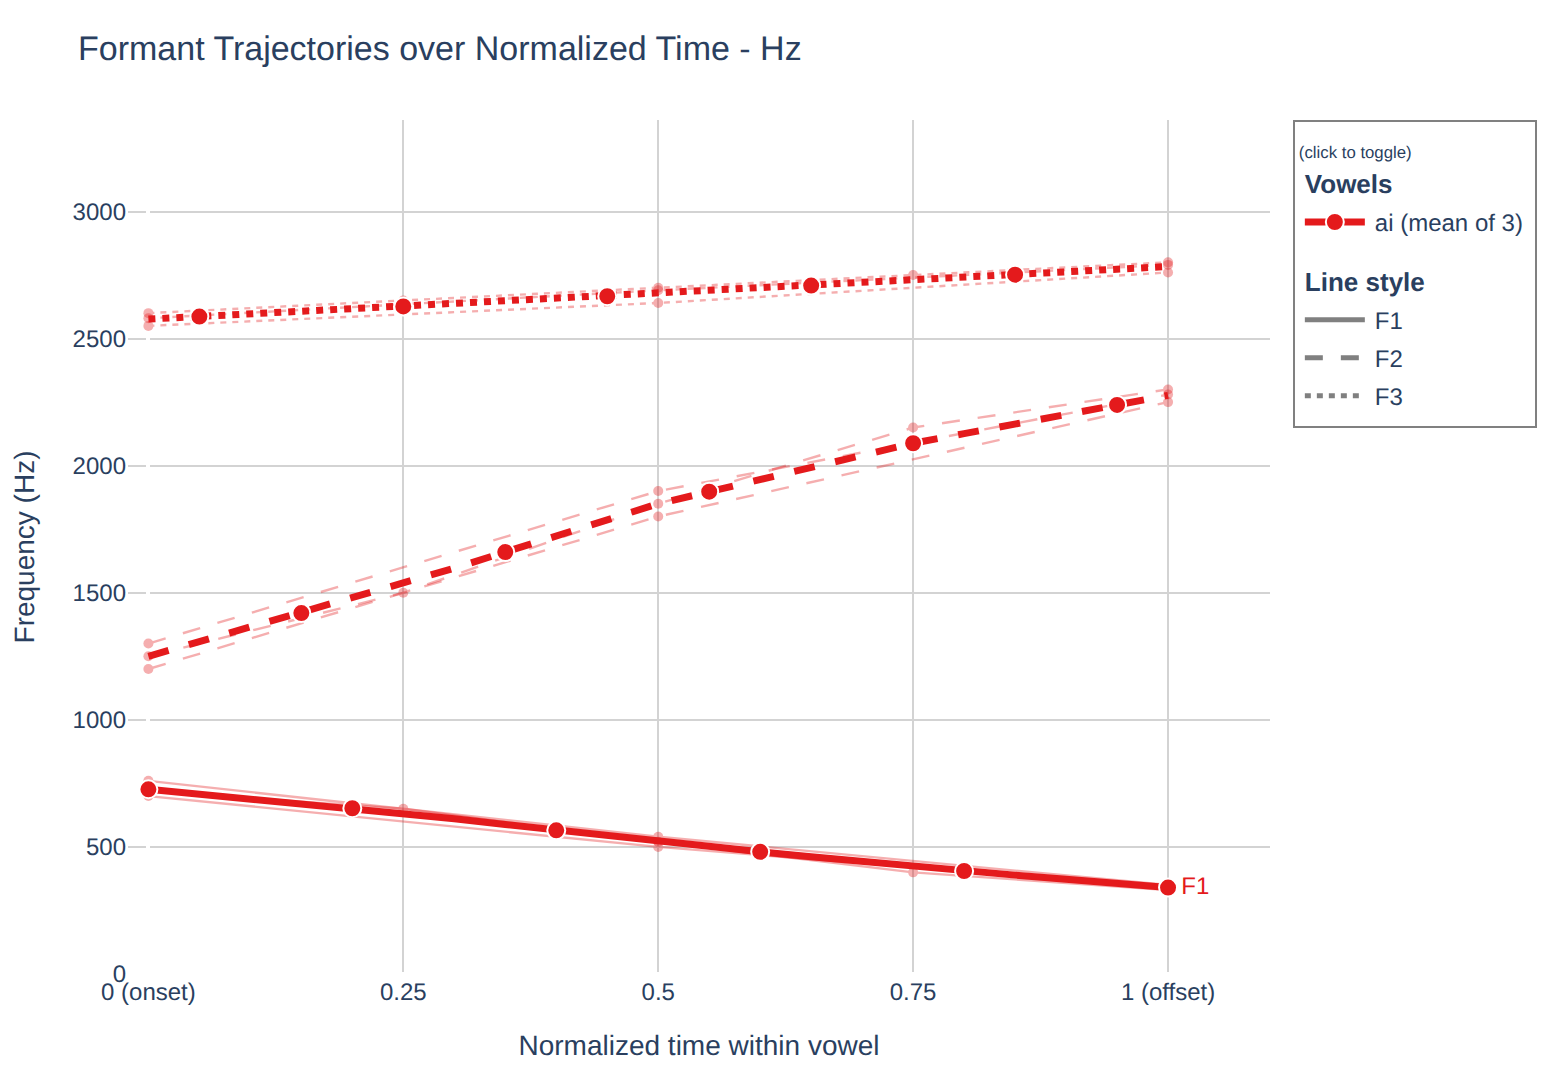 Formant Trajectories over Normalized Time - Hz
(click to toggle)
Vowels
ai (mean of 3)
Line style
F1
F2
F3
Frequency (Hz)
3000
2500
2000
1500
1000
500
0
F1
0 (onset)
0.25
0.5
0.75
1 (offset)
Normalized time within vowel